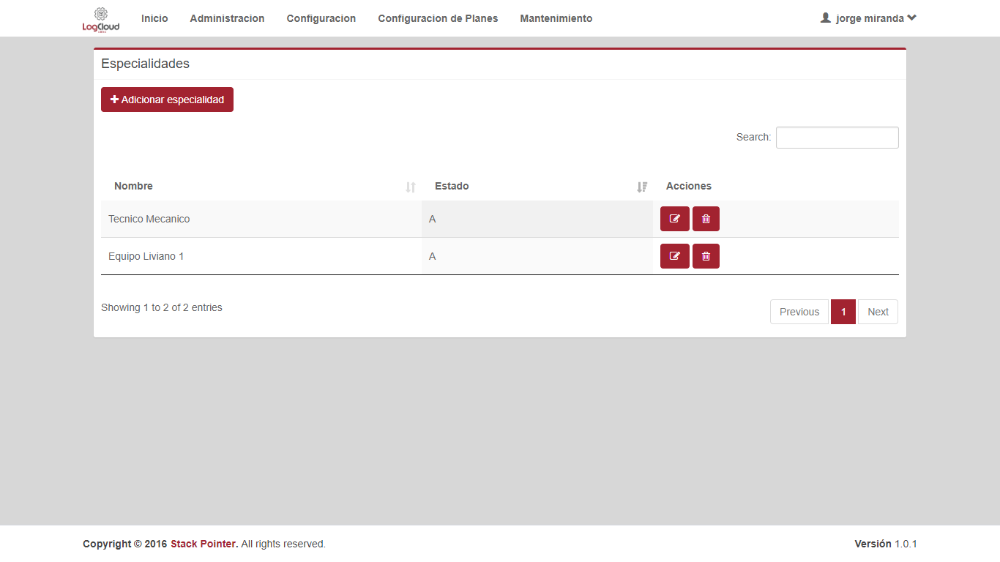 LogCloud
Inicio Administracion Configuracion Configuracion de Planes Mantenimiento jorge miranda
Especialidades
Adicionar especialidad
Search:
Nombre Estado Acciones
Tecnico Mecanico A
Equipo Liviano 1 A
Showing 1 to 2 of 2 entries
Previous 1 Next
Copyright © 2016 Stack Pointer. All rights reserved. Versión 1.0.1